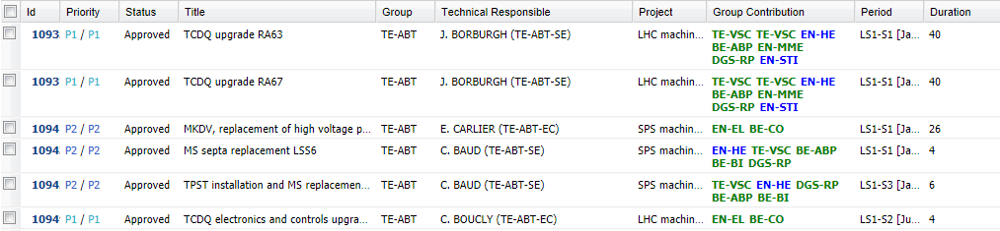 Id Priority Status Title Group Technical Responsible Project Group Contribution Period Duration
1093 P1 / P1 Approved TCDQ upgrade RA63 TE-ABT J. BORBURGH (TE-ABT-SE) LHC machin... TE-VSC TE-VSC EN-HE LS1-S1 [Ja... 40
BE-ABP EN-MME
DGS-RP EN-STI
1093 P1 / P1 Approved TCDQ upgrade RA67 TE-ABT J. BORBURGH (TE-ABT-SE) LHC machin... TE-VSC TE-VSC EN-HE LS1-S1 [Ja... 40
BE-ABP EN-MME
DGS-RP EN-STI
1094 P2 / P2 Approved MKDV, replacement of high voltage p... TE-ABT E. CARLIER (TE-ABT-EC) SPS machin... EN-EL BE-CO LS1-S1 [Ja... 26
1094 P2 / P2 Approved MS septa replacement LSS6 TE-ABT C. BAUD (TE-ABT-SE) SPS machin... EN-HE TE-VSC BE-ABP LS1-S1 [Ja... 4
BE-BI DGS-RP
1094 P2 / P2 Approved TPST installation and MS replacemen... TE-ABT C. BAUD (TE-ABT-SE) SPS machin... TE-VSC EN-HE DGS-RP LS1-S3 [Ja... 6
BE-ABP BE-BI
1094 P1 / P1 Approved TCDQ electronics and controls upgra... TE-ABT C. BOUCLY (TE-ABT-EC) LHC machin... EN-EL BE-CO LS1-S2 [Ju... 4